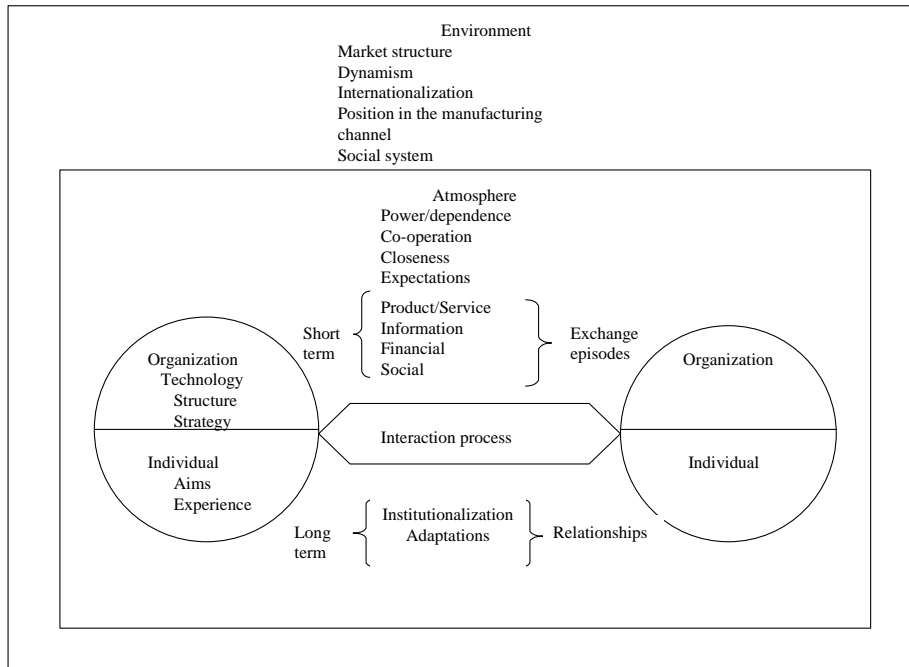 Environment
Market structure
Dynamism
Internationalization
Position in the manufacturing
channel
Social system
Atmosphere
Power/dependence
Co-operation
Closeness
Expectations
Short
term
Product/Service
Information
Financial
Social
Exchange
episodes
Organization
Technology
Structure
Strategy
Individual
Aims
Experience
Interaction process
Organization
Individual
Long
term
Institutionalization
Adaptations
Relationships